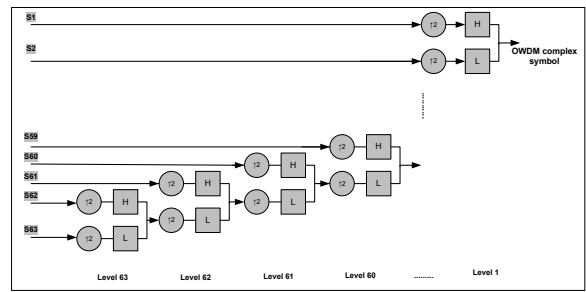 S1
↑2 H
S2
↑2 L
OWDM complex
symbol
S59
↑2 H
S60
↑2 H
S61
↑2 H ↑2 L
S62
↑2 H ↑2 L
↑2 L
S63
↑2 L
Level 63 Level 62 Level 61 Level 60 ......... Level 1